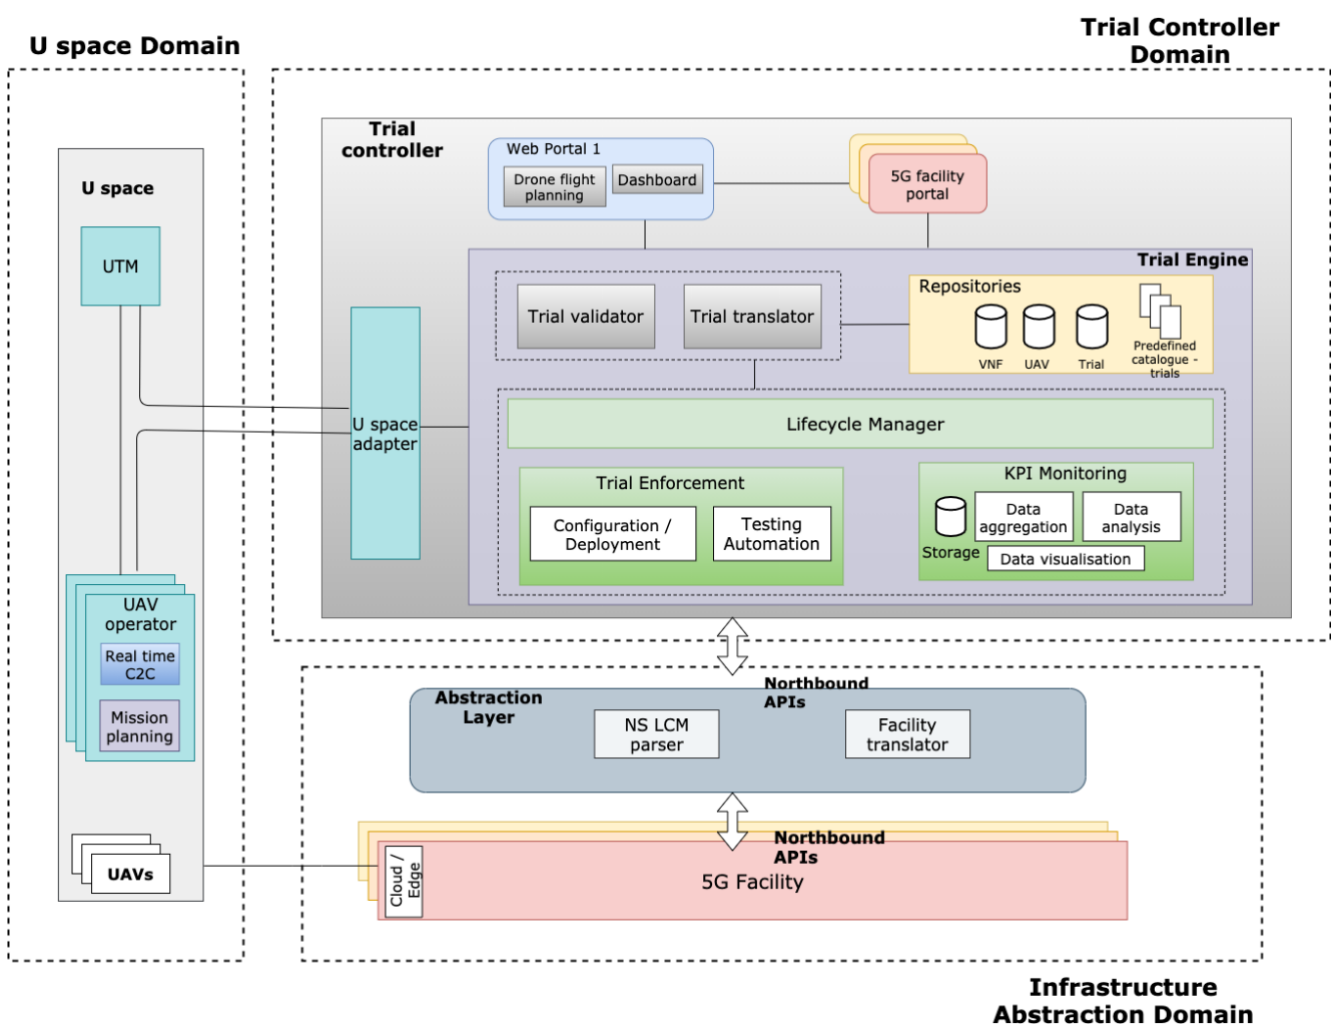 U space Domain
Trial Controller
Domain
Trial
controller
Web Portal 1
Drone flight
planning
Dashboard
5G facility
portal
U space
UTM
Trial Engine
Trial validator
Trial translator
Repositories
VNF
UAV
Trial
Predefined
catalogue -
trials
U space
adapter
Lifecycle Manager
Trial Enforcement
Configuration /
Deployment
Testing
Automation
KPI Monitoring
Storage
Data
aggregation
Data
analysis
Data visualisation
UAV
operator
Real time
C2C
Mission
planning
UAVs
Abstraction
Layer
Northbound
APIs
NS LCM
parser
Facility
translator
Northbound
APIs
Cloud /
Edge
5G Facility
Infrastructure
Abstraction Domain